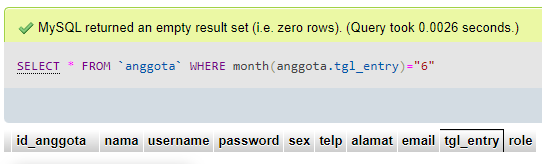 MySQL returned an empty result set (i.e. zero rows). (Query took 0.0026 seconds.)
SELECT * FROM `anggota` WHERE month(anggota.tgl_entry)="6"
id_anggota nama username password sex telp alamat email tgl_entry role